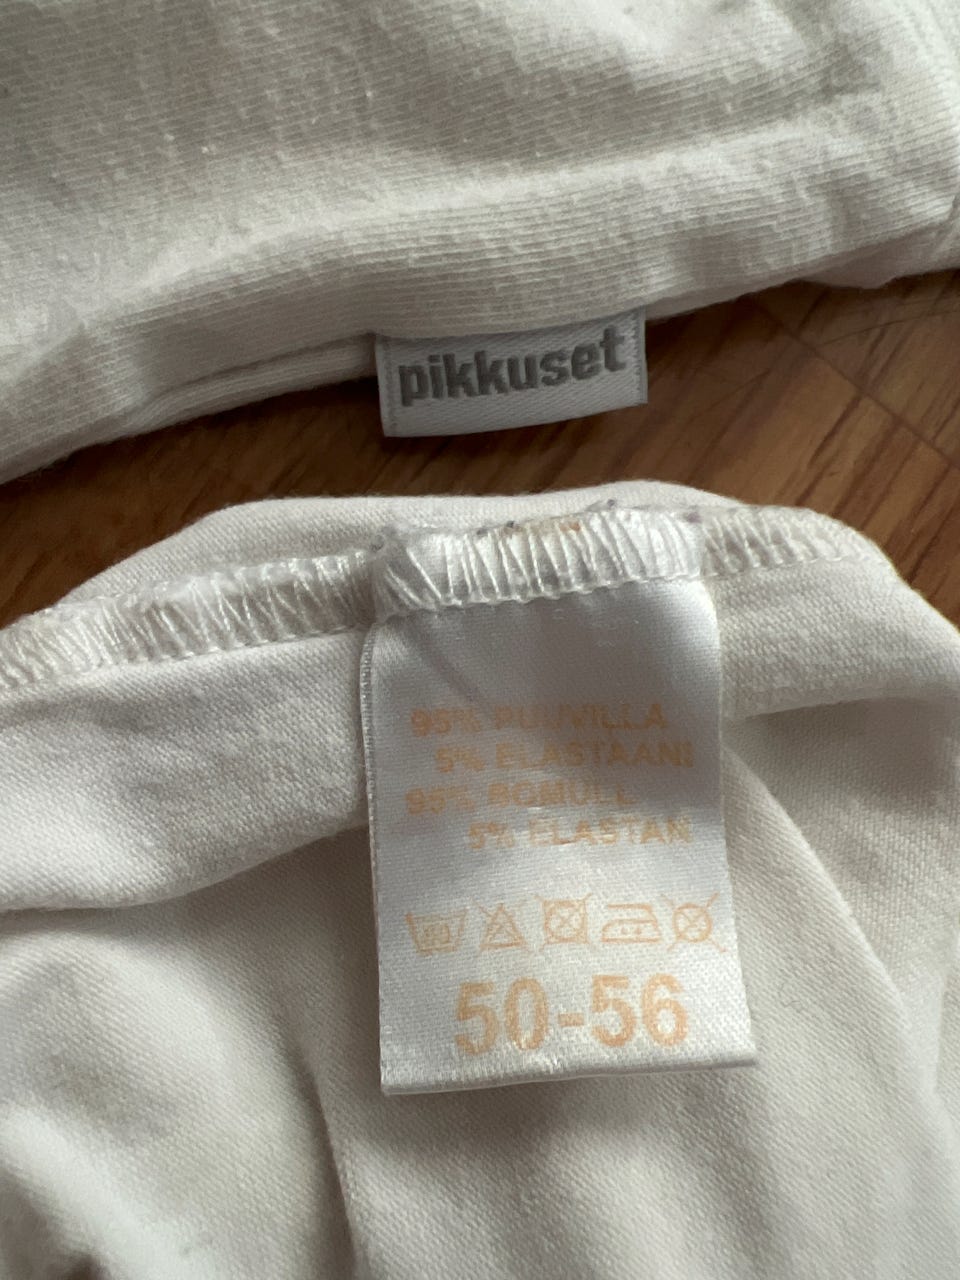 pikkuset
95% PUUVILLA
5% ELASTAANI
95% BOMULL
5% ELASTAN
50-56